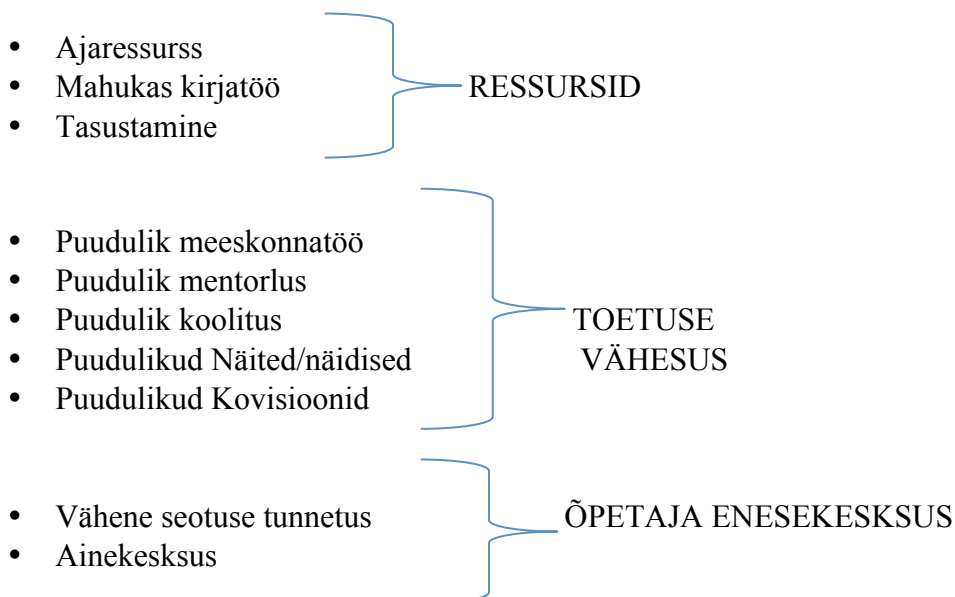 • Ajaressurss
• Mahukas kirjatöö
• Tasustamine
RESSURSID
• Puudulik meeskonnatöö
• Puudulik mentorlus
• Puudulik koolitus
• Puudulikud Näited/näidised
• Puudulikud Kovisioonid
TOETUSE
VÄHESUS
• Vähene seotuse tunnetus
• Ainekesksus
ÕPETAJA ENESEKESKSUS